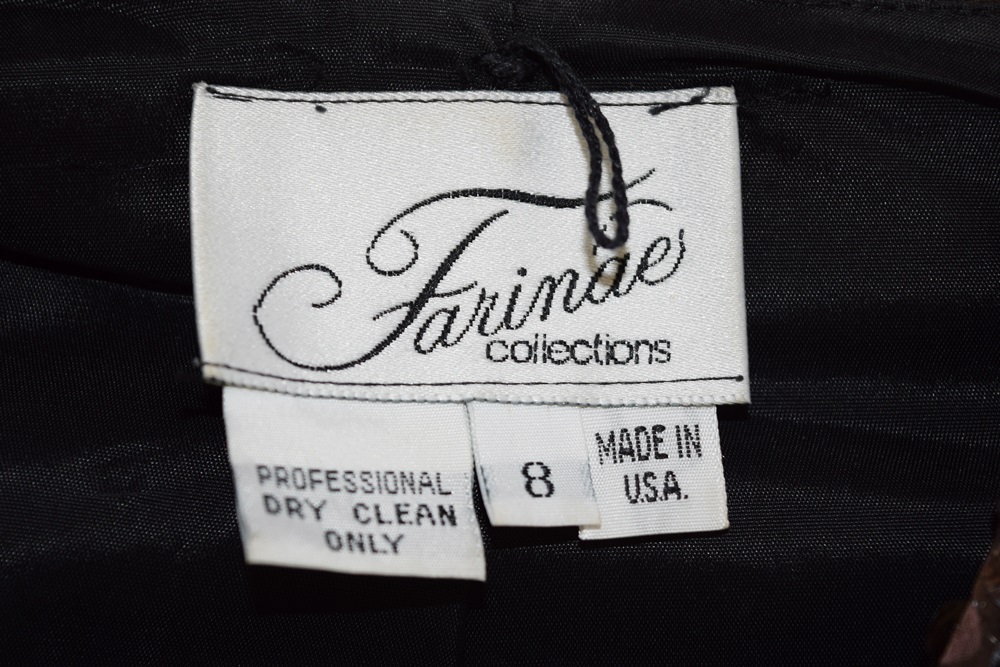 Farinae
collections
PROFESSIONAL
DRY CLEAN
ONLY
8
MADE IN
U.S.A.